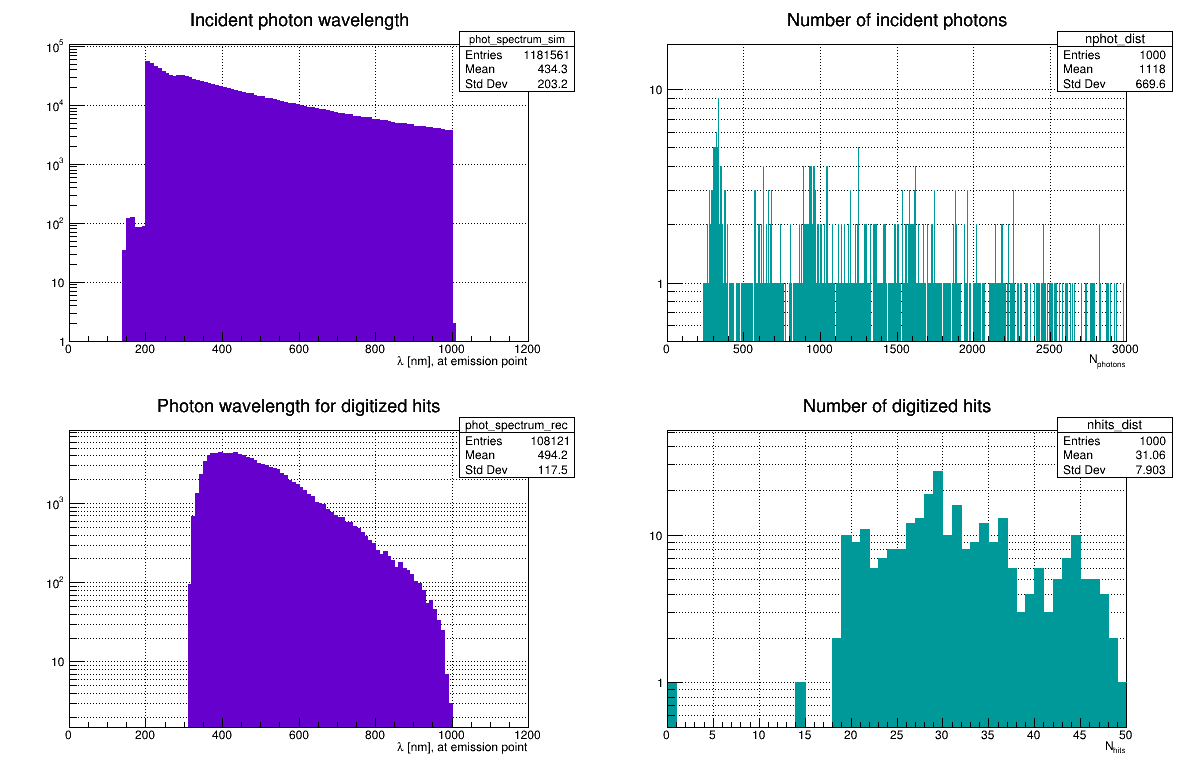 Incident photon wavelength
phot_spectrum_sim
Entries 1181561
Mean 434.3
Std Dev 203.2
10^5
10^4
10^3
10^2
10
1
0 200 400 600 800 1000 1200
λ [nm], at emission point
Number of incident photons
nphot_dist
Entries 1000
Mean 1118
Std Dev 669.6
10
1
0 500 1000 1500 2000 2500 3000
N_photons
Photon wavelength for digitized hits
phot_spectrum_rec
Entries 108121
Mean 494.2
Std Dev 117.5
10^3
10^2
10
0 200 400 600 800 1000 1200
λ [nm], at emission point
Number of digitized hits
nhits_dist
Entries 1000
Mean 31.06
Std Dev 7.903
10
1
0 5 10 15 20 25 30 35 40 45 50
N_hits